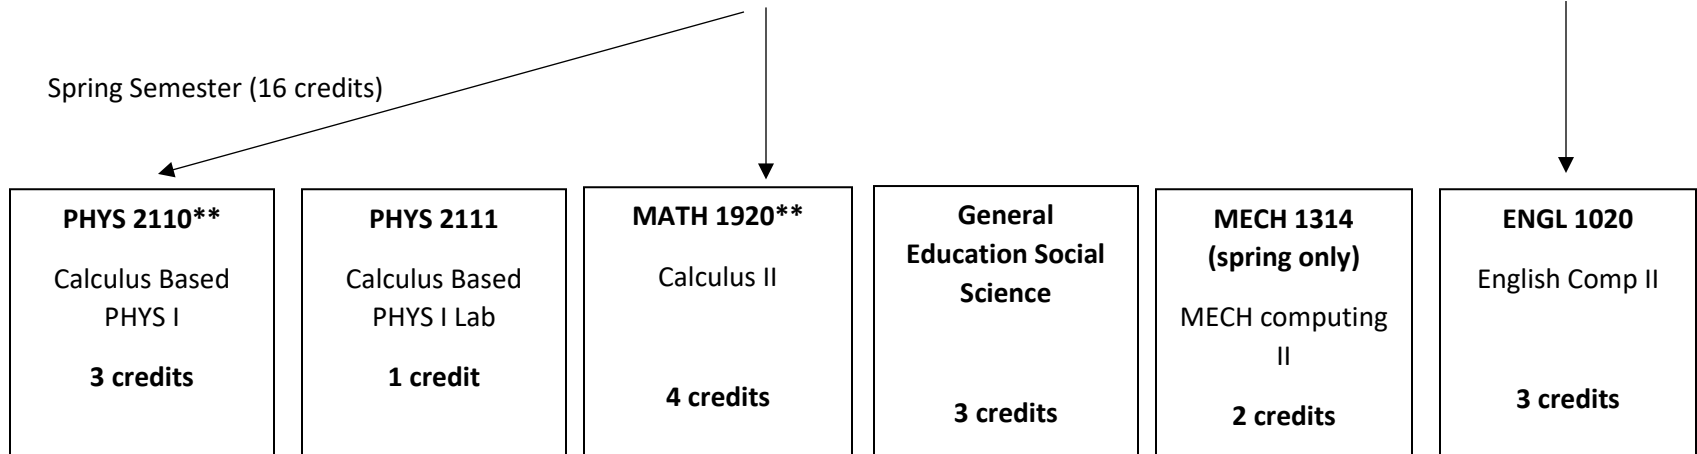 Spring Semester (16 credits)
PHYS 2110**
Calculus Based
PHYS I
3 credits
PHYS 2111
Calculus Based
PHYS I Lab
1 credit
MATH 1920**
Calculus II
4 credits
General
Education Social
Science
3 credits
MECH 1314
(spring only)
MECH computing
II
2 credits
ENGL 1020
English Comp II
3 credits